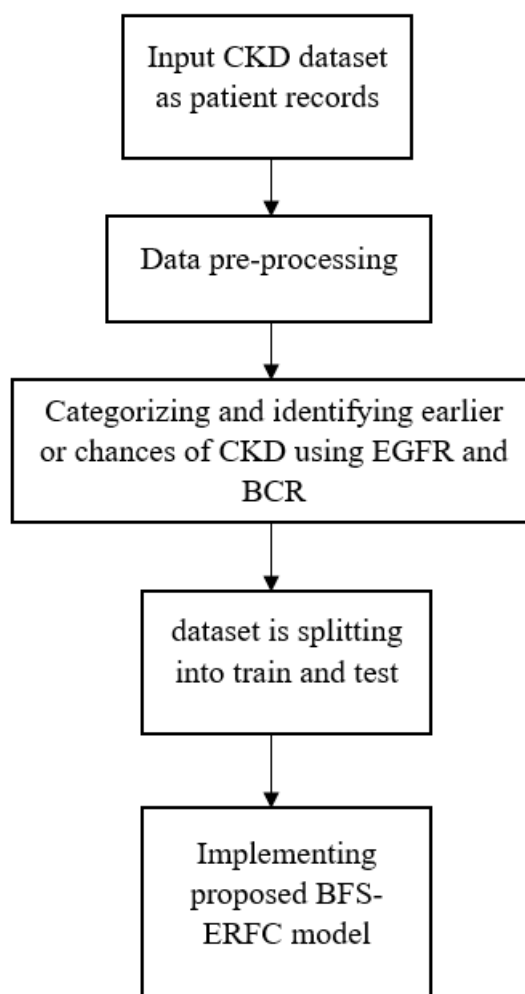 Input CKD dataset
as patient records
Data pre-processing
Categorizing and identifying earlier
or chances of CKD using EGFR and
BCR
dataset is splitting
into train and test
Implementing
proposed BFS-
ERFC model